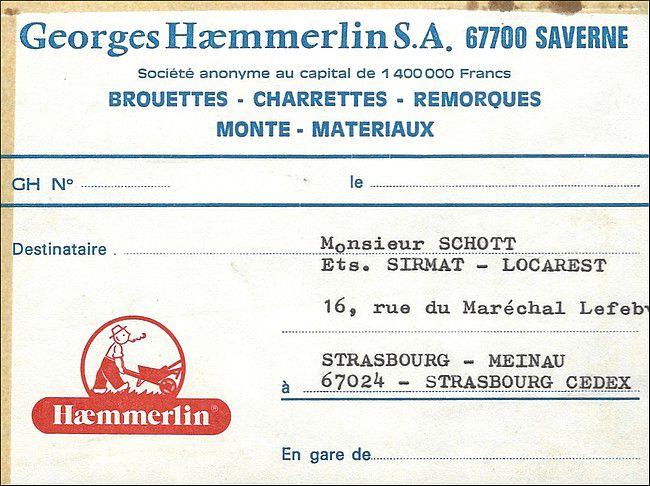 Georges Hæmmerlin S.A. 67700 SAVERNE
Société anonyme au capital de 1 400 000 Francs
BROUETTES - CHARRETTES - REMORQUES
MONTE - MATERIAUX
GH Nº
le
Destinataire
Monsieur SCHOTT
Ets. SIRMAT - LOCAREST
16, rue du Maréchal Lefebv
STRASBOURG - MEINAU
à 67024 - STRASBOURG CEDEX
Hæmmerlin®
En gare de